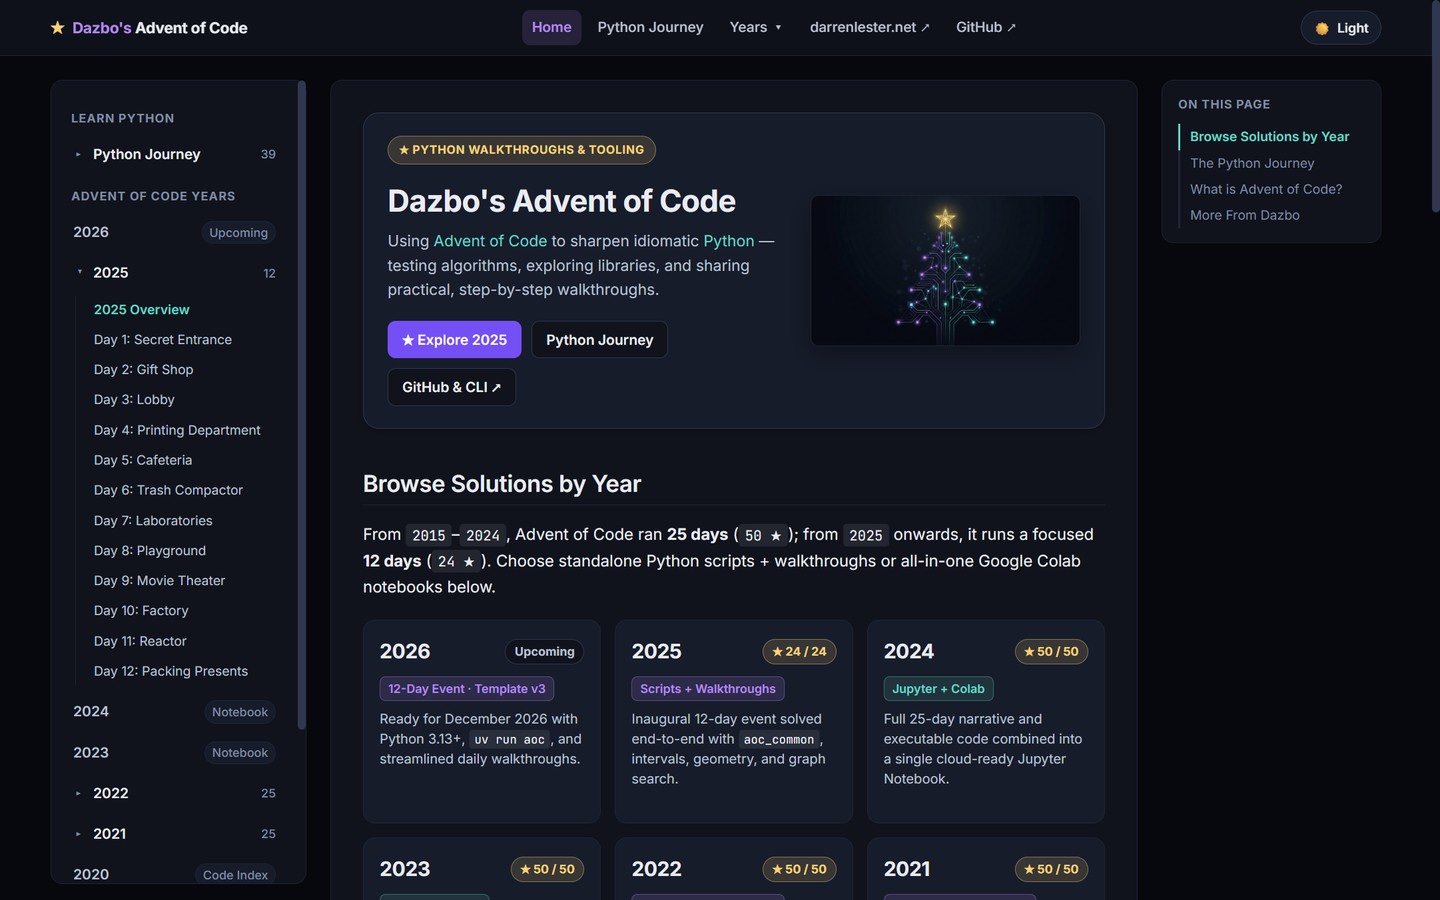 ★ Dazbo's Advent of Code
Home
Python Journey
Years ▾
darrenlester.net ↗
GitHub ↗
Light
LEARN PYTHON
▸ Python Journey 39
ADVENT OF CODE YEARS
2026 Upcoming
▾ 2025 12
2025 Overview
Day 1: Secret Entrance
Day 2: Gift Shop
Day 3: Lobby
Day 4: Printing Department
Day 5: Cafeteria
Day 6: Trash Compactor
Day 7: Laboratories
Day 8: Playground
Day 9: Movie Theater
Day 10: Factory
Day 11: Reactor
Day 12: Packing Presents
2024 Notebook
2023 Notebook
▸ 2022 25
▸ 2021 25
2020 Code Index
★ PYTHON WALKTHROUGHS & TOOLING
Dazbo's Advent of Code
Using Advent of Code to sharpen idiomatic Python —
testing algorithms, exploring libraries, and sharing
practical, step-by-step walkthroughs.
★ Explore 2025
Python Journey
GitHub & CLI ↗
Browse Solutions by Year
From 2015–2024, Advent of Code ran 25 days (50 ★); from 2025 onwards, it runs a focused
12 days (24 ★). Choose standalone Python scripts + walkthroughs or all-in-one Google Colab
notebooks below.
2026 Upcoming
12-Day Event · Template v3
Ready for December 2026 with
Python 3.13+, uv run aoc, and
streamlined daily walkthroughs.
2025 ★ 24 / 24
Scripts + Walkthroughs
Inaugural 12-day event solved
end-to-end with aoc_common,
intervals, geometry, and graph
search.
2024 ★ 50 / 50
Jupyter + Colab
Full 25-day narrative and
executable code combined into
a single cloud-ready Jupyter
Notebook.
2023 ★ 50 / 50
2022 ★ 50 / 50
2021 ★ 50 / 50
ON THIS PAGE
Browse Solutions by Year
The Python Journey
What is Advent of Code?
More From Dazbo